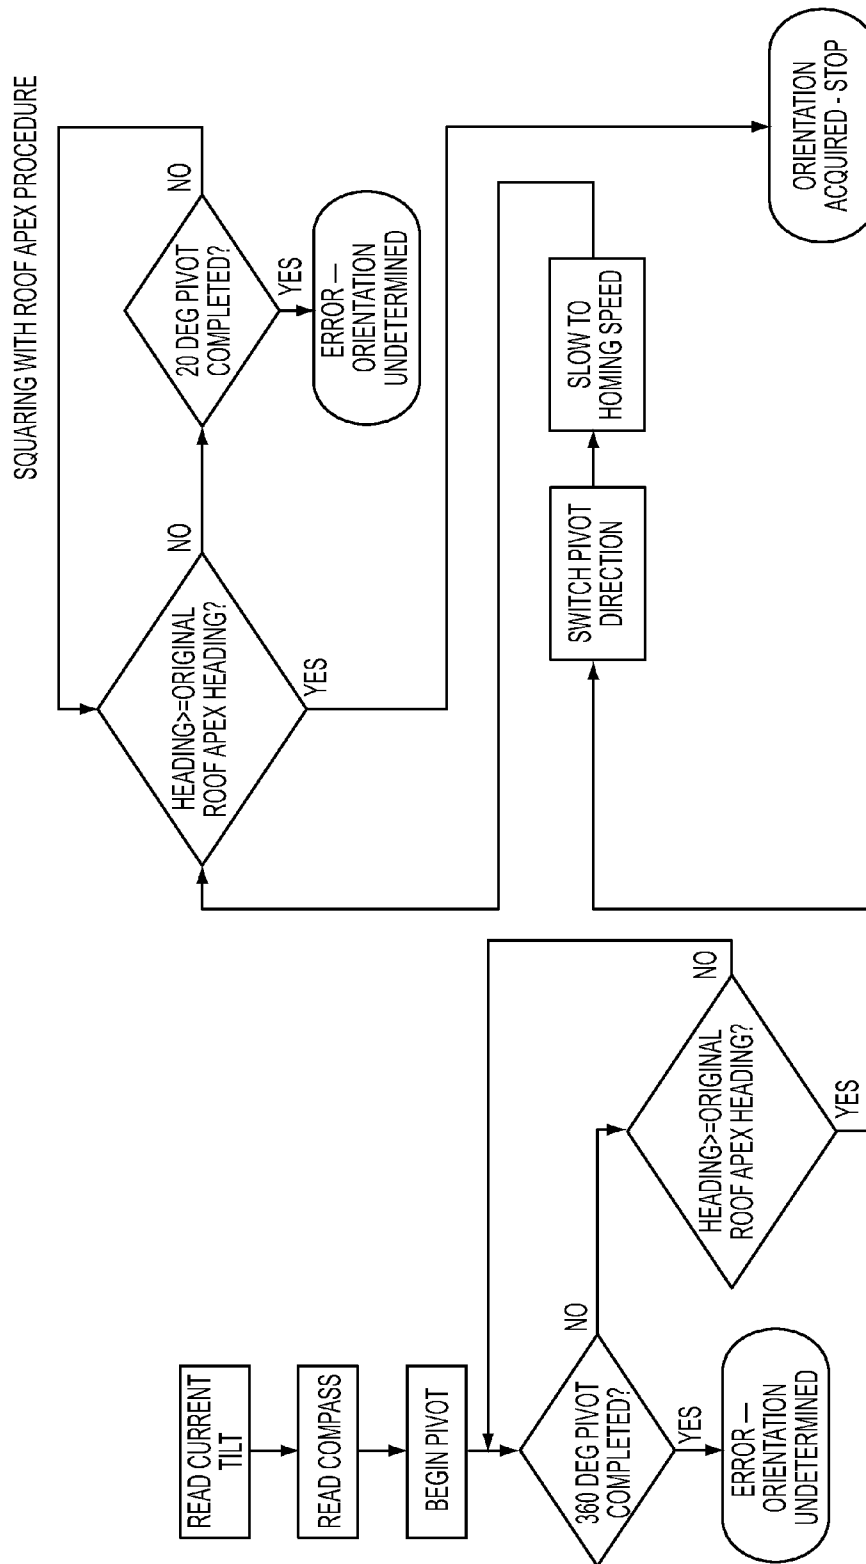 SQUARING WITH ROOF APEX PROCEDURE
READ CURRENT
TILT
READ COMPASS
BEGIN PIVOT
360 DEG PIVOT
COMPLETED?
YES
NO
ERROR —
ORIENTATION
UNDETERMINED
HEADING>=ORIGINAL
ROOF APEX HEADING?
NO
YES
SWITCH PIVOT
DIRECTION
SLOW TO
HOMING SPEED
HEADING>=ORIGINAL
ROOF APEX HEADING?
NO
YES
20 DEG PIVOT
COMPLETED?
NO
YES
ERROR —
ORIENTATION
UNDETERMINED
ORIENTATION
ACQUIRED - STOP